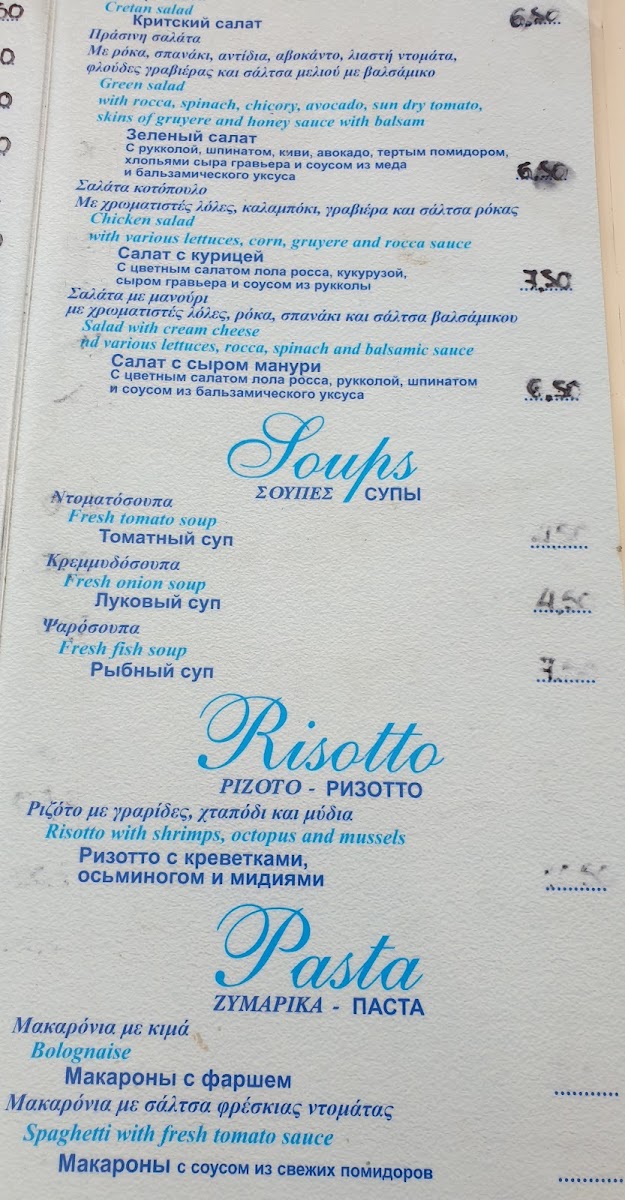 Cretan salad
Критский салат 6,50
Πράσινη σαλάτα
Με ρόκα, σπανάκι, αντίδια, αβοκάντο, λιαστή ντομάτα,
φλούδες γραβιέρας και σάλτσα μελιού με βαλσάμικο
Green salad
with rocca, spinach, chicory, avocado, sun dry tomato,
skins of gruyere and honey sauce with balsam
Зеленый салат
С рукколой, шпинатом, киви, авокадо, тертым помидором,
хлопьями сыра гравьера и соусом из меда
и бальзамического уксуса 6,50
Σαλάτα κοτόπουλο
Με χρωματιστές λόλες, καλαμπόκι, γραβιέρα και σάλτσα ρόκας
Chicken salad
with various lettuces, corn, gruyere and rocca sauce
Салат с курицей
С цветным салатом лола росса, кукурузой,
сыром гравьера и соусом из рукколы 7,50
Σαλάτα με μανούρι
με χρωματιστές λόλες, ρόκα, σπανάκι και σάλτσα βαλσάμικου
Salad with cream cheese
nd various lettuces, rocca, spinach and balsamic sauce
Салат с сыром манури
С цветным салатом лола росса, рукколой, шпинатом
и соусом из бальзамического уксуса 6,50
Soups
ΣΟΥΠΕΣ СУПЫ
Ντοματόσουπα
Fresh tomato soup
Томатный суп
Κρεμμυδόσουπα
Fresh onion soup
Луковый суп 4,50
Ψαρόσουπα
Fresh fish soup
Рыбный суп
Risotto
ΡΙΖΟΤΟ - РИЗОТТО
Ριζότο με γαρίδες, χταπόδι και μύδια
Risotto with shrimps, octopus and mussels
Ризотто с креветками,
осьминогом и мидиями
Pasta
ΖΥΜΑΡΙΚΑ - ПАСТА
Μακαρόνια με κιμά
Bolognaise
Макароны с фаршем
Μακαρόνια με σάλτσα φρέσκιας ντομάτας
Spaghetti with fresh tomato sauce
Макароны с соусом из свежих помидоров